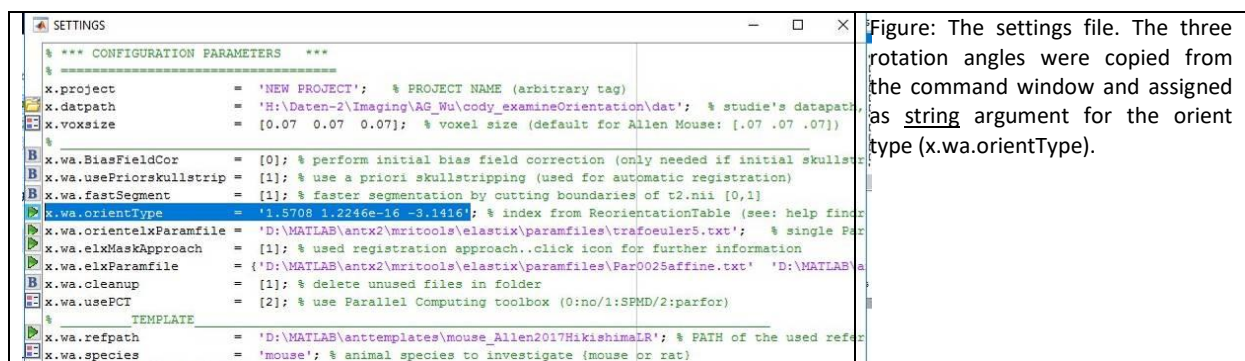 SETTINGS
% *** CONFIGURATION PARAMETERS ***
% ===================================
x.project = 'NEW PROJECT'; % PROJECT NAME (arbitrary tag)
x.datpath = 'H:\Daten-2\Imaging\AG_Wu\cody_examineOrientation\dat'; % studie's datapath,
x.voxsize = [0.07 0.07 0.07]; % voxel size (default for Allen Mouse: [.07 .07 .07])
%
x.wa.BiasFieldCor = [0]; % perform initial bias field correction (only needed if initial skullstr
x.wa.usePriorskullstrip = [1]; % use a priori skullstripping (used for automatic registration)
x.wa.fastSegment = [1]; % faster segmentation by cutting boundaries of t2.nii [0,1]
x.wa.orientType = '1.5708 1.2246e-16 -3.1416'; % index from ReorientationTable (see: help findr
x.wa.orientelxParamfile = 'D:\MATLAB\antx2\mritools\elastix\paramfiles\trafoeuler5.txt'; % single Par
x.wa.elxMaskApproach = [1]; % used registration approach..click icon for further information
x.wa.elxParamfile = {'D:\MATLAB\antx2\mritools\elastix\paramfiles\Par0025affine.txt' 'D:\MATLAB\a
x.wa.cleanup = [1]; % delete unused files in folder
x.wa.usePCT = [2]; % use Parallel Computing toolbox (0:no/1:SPMD/2:parfor)
% TEMPLATE
x.wa.refpath = 'D:\MATLAB\anttemplates\mouse_Allen2017HikishimaLR'; % PATH of the used refer
x.wa.species = 'mouse'; % animal species to investigate {mouse or rat}
Figure: The settings file. The three
rotation angles were copied from
the command window and assigned
as string argument for the orient
type (x.wa.orientType).